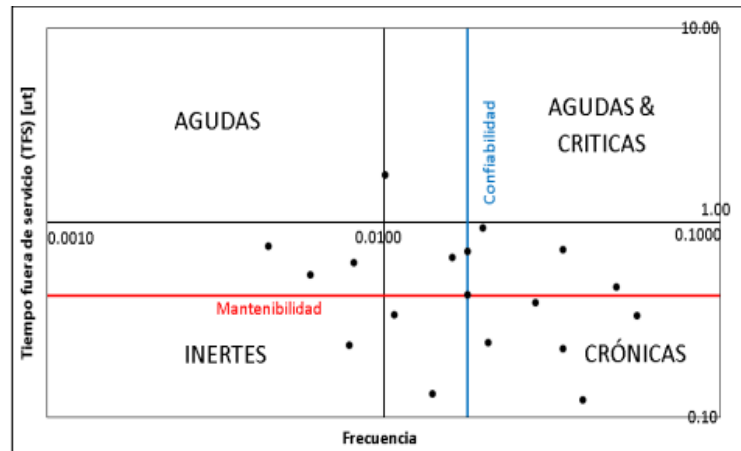 10.00
AGUDAS
AGUDAS &
CRITICAS
Confiabilidad
Tiempo fuera de servicio (TFS) [ut]
1.00
0.0010
0.0100
0.1000
Mantenibilidad
INERTES
CRÓNICAS
0.10
Frecuencia